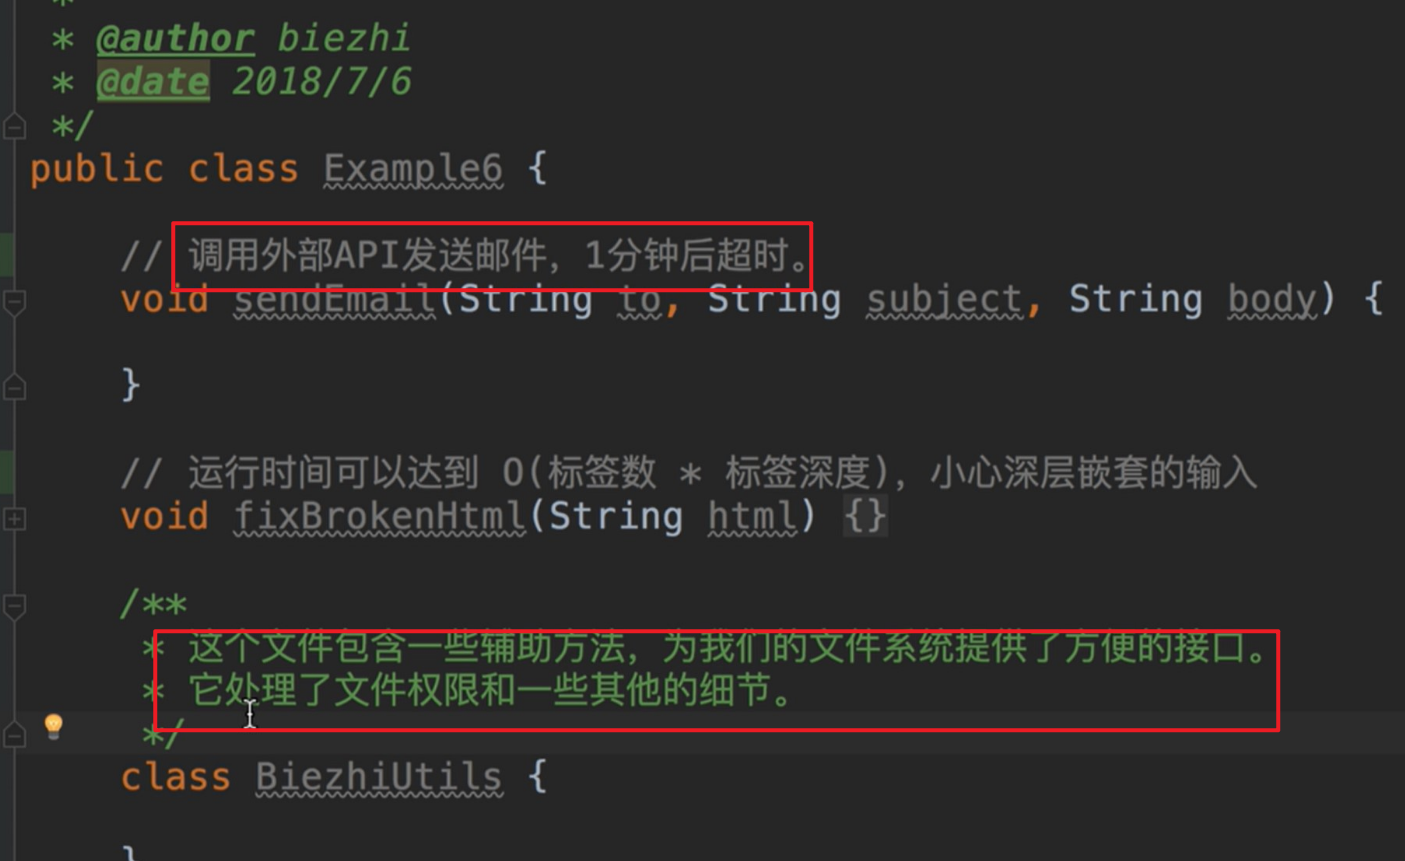 *
* @author biezhi
* @date 2018/7/6
*/
public class Example6 {
// 调用外部API发送邮件，1分钟后超时。
void sendEmail(String to, String subject, String body) {
}
// 运行时间可以达到 O(标签数 * 标签深度)，小心深层嵌套的输入
void fixBrokenHtml(String html) {}
/**
* 这个文件包含一些辅助方法，为我们的文件系统提供了方便的接口。
* 它处理了文件权限和一些其他的细节。
*/
class BiezhiUtils {
}